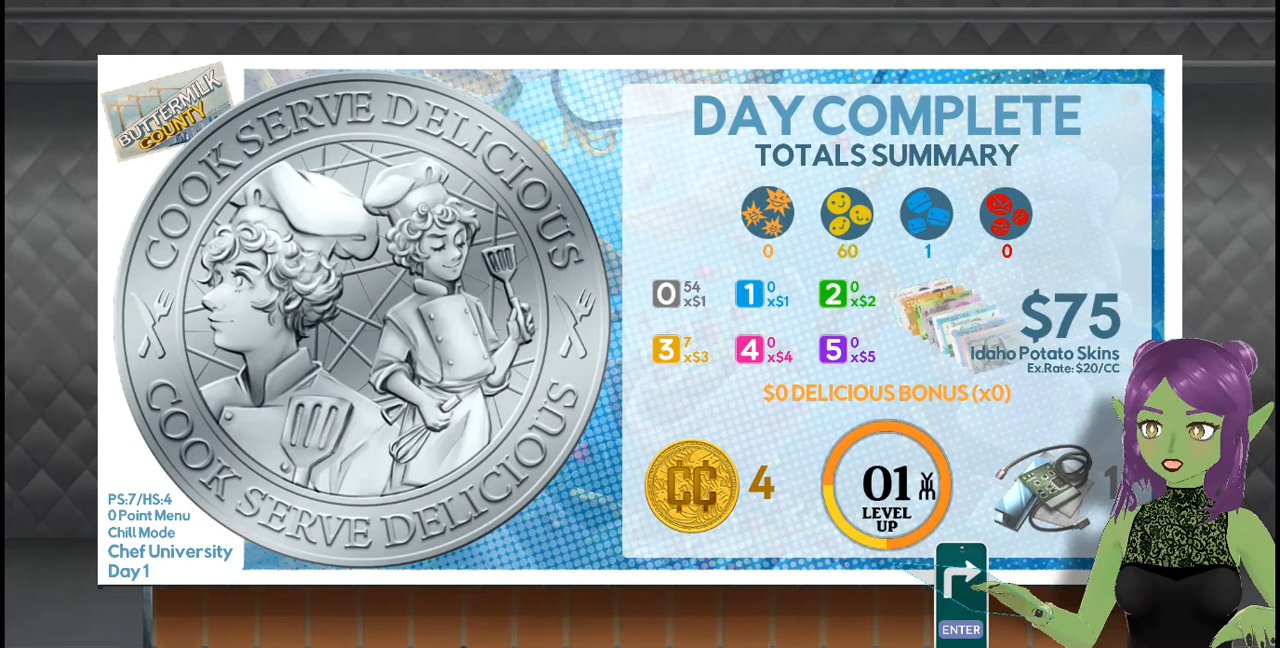 BUTTERMILK
COUNTY
COOK SERVE DELICIOUS
COOK SERVE DELICIOUS
PS:7/HS:4
0 Point Menu
Chill Mode
Chef University
Day 1
DAY COMPLETE
TOTALS SUMMARY
0 60 1 0
0 54 x$1 1 0 x$1 2 0 x$2
3 7 x$3 4 0 x$4 5 0 x$5
$75
Idaho Potato Skins
Ex.Rate: $20/CC
$0 DELICIOUS BONUS (x0)
CC 4
01
LEVEL
UP
1
ENTER